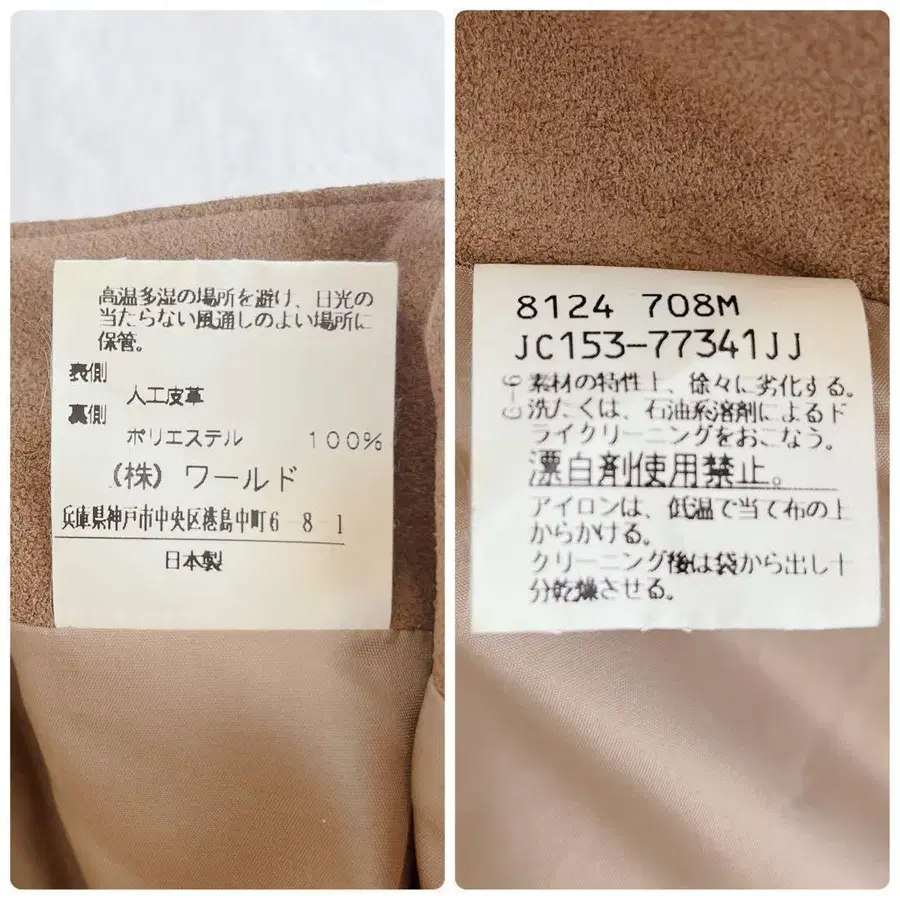 高温多湿の場所を避け、日光の
当たらない風通しのよい場所に
保管。
表側
人工皮革
裏側
ポリエステル 100%
(株)ワールド
兵庫県神戸市中央区港島中町6-8-1
日本製
8124 708M
JC153-77341JJ
素材の特性上、徐々に劣化する。
洗たくは、石油系溶剤によるド
ライクリーニングをおこなう。
漂白剤使用禁止。
アイロンは、低温で当て布の上
からかける。
クリーニング後は袋から出し十
分乾燥させる。